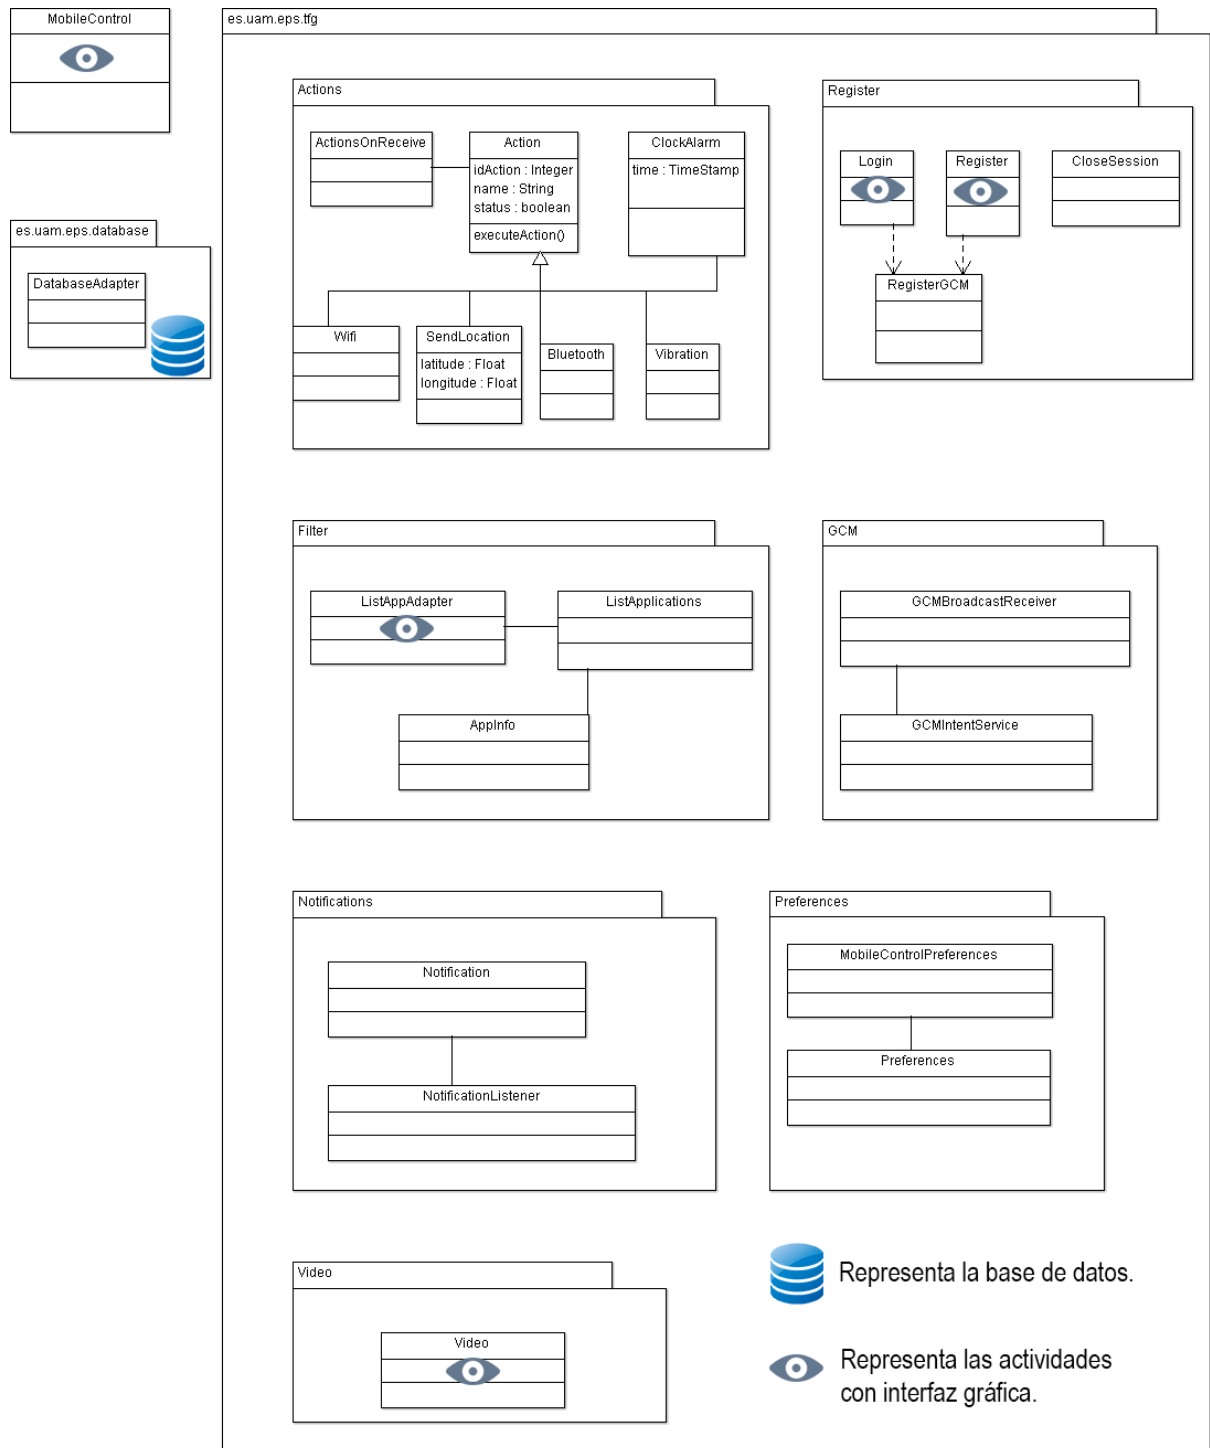 MobileControl
es.uam.eps.database
DatabaseAdapter
es.uam.eps.tfg
Actions
ActionsOnReceive
Action
idAction : Integer
name : String
status : boolean
executeAction()
ClockAlarm
time : TimeStamp
Wifi
SendLocation
latitude : Float
longitude : Float
Bluetooth
Vibration
Register
Login
Register
CloseSession
RegisterGCM
Filter
ListAppAdapter
ListApplications
AppInfo
GCM
GCMBroadcastReceiver
GCMIntentService
Notifications
Notification
NotificationListener
Preferences
MobileControlPreferences
Preferences
Video
Video
Representa la base de datos.
Representa las actividades
con interfaz gráfica.